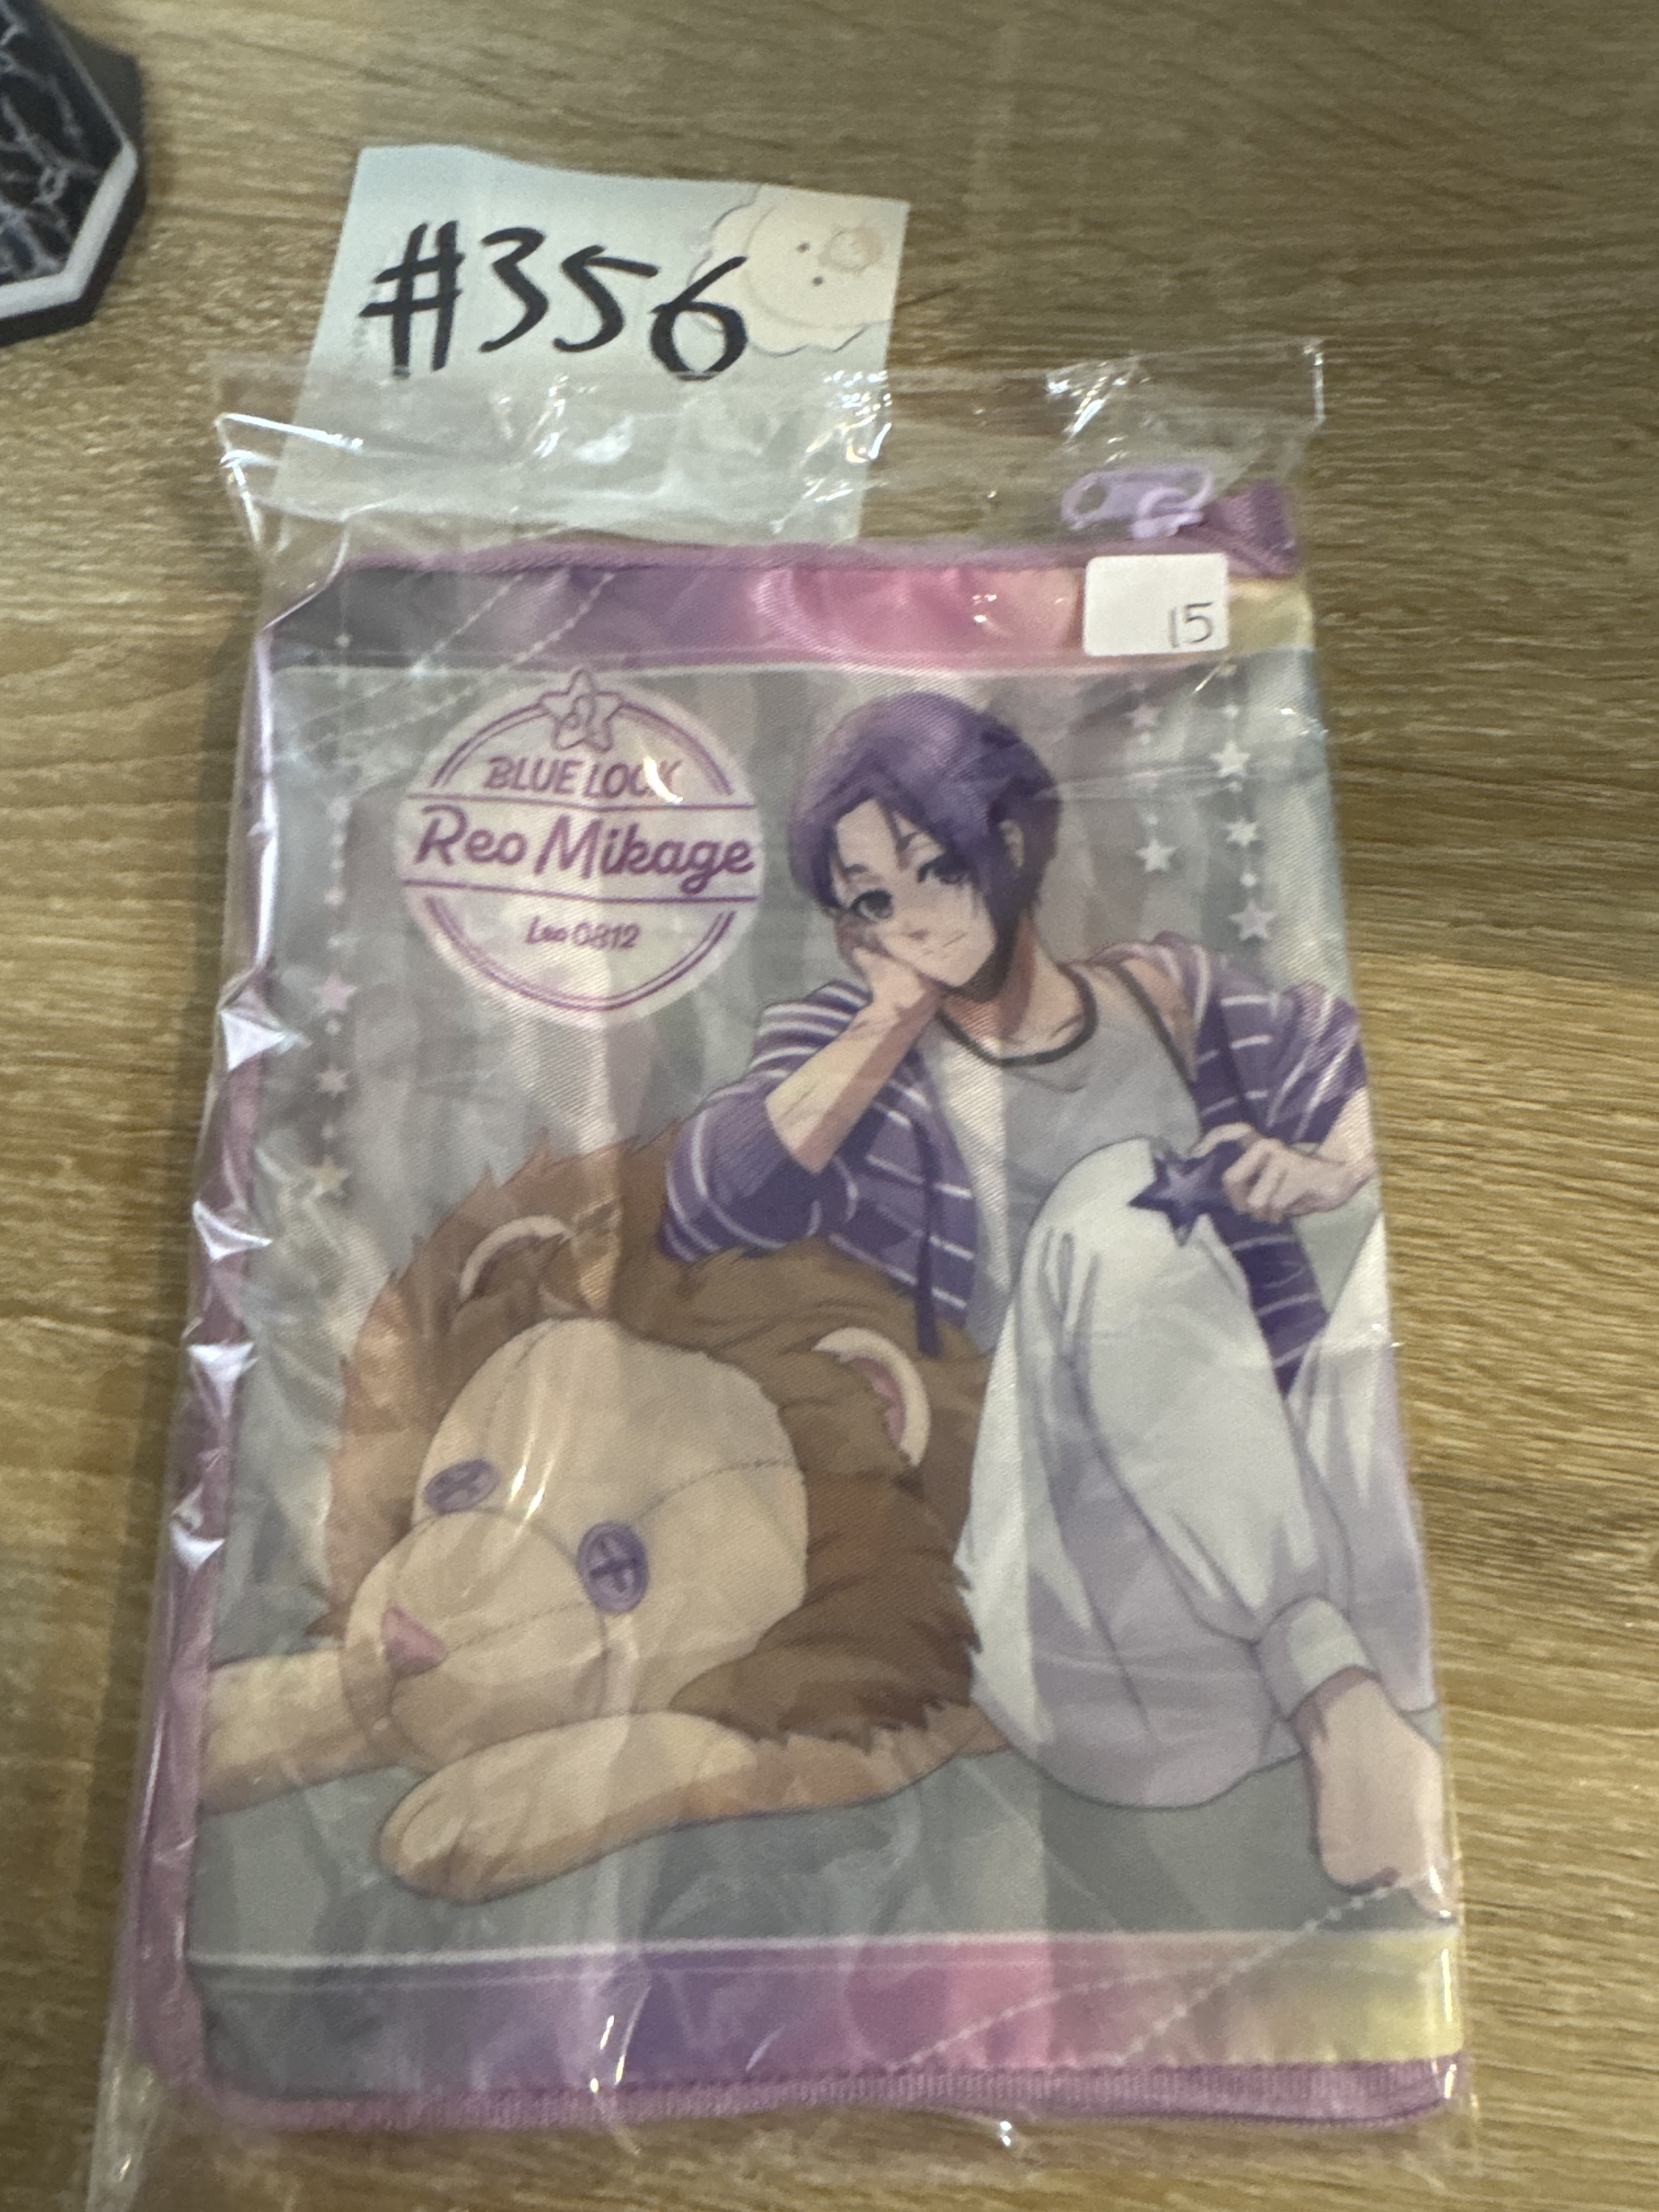 #356
15
BLUE LOCK
Reo Mikage
Leo 0812